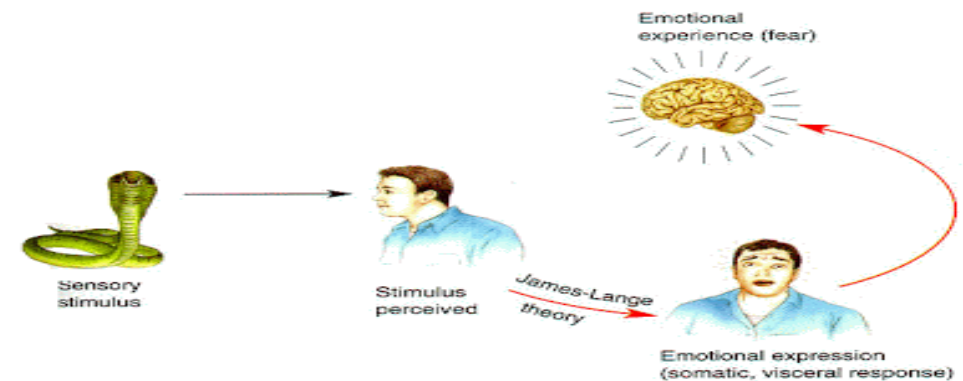 Emotional
experience (fear)
Sensory
stimulus
Stimulus
perceived
James-Lange
theory
Emotional expression
(somatic, visceral response)